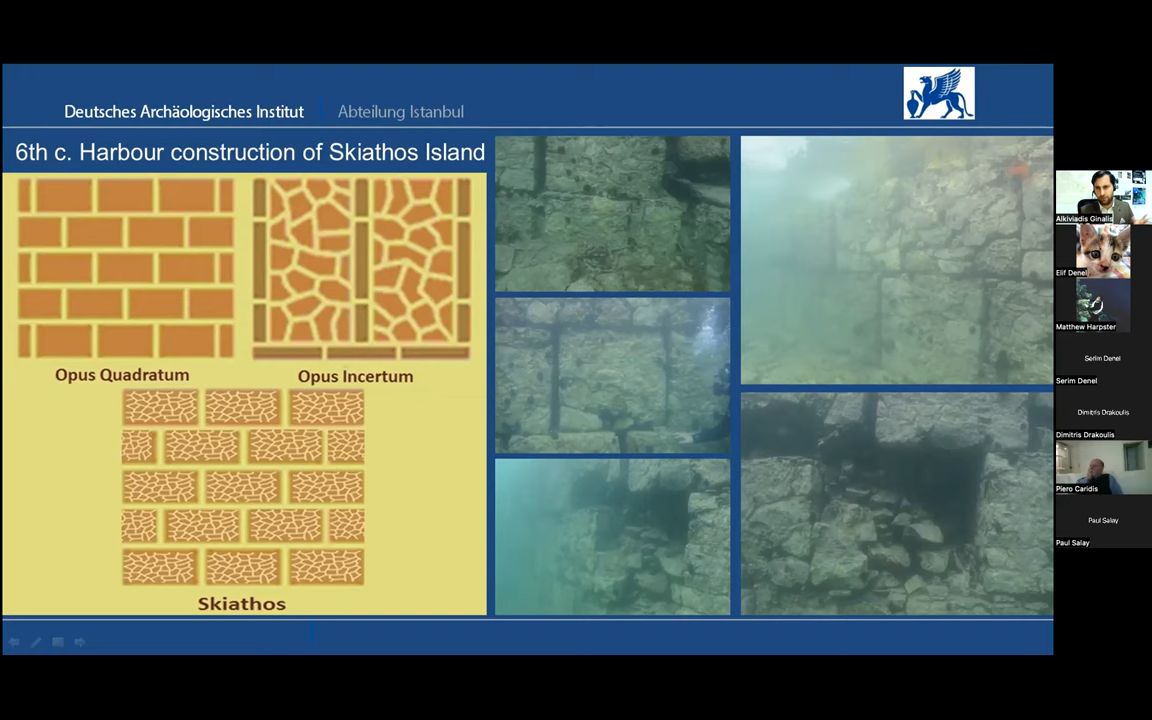 Deutsches Archäologisches Institut
Abteilung Istanbul
6th c. Harbour construction of Skiathos Island
Opus Quadratum
Opus Incertum
Skiathos
Alkiviadis Ginalis
Elif Denel
Matthew Harpster
Serim Denel
Serim Denel
Dimitris Drakoulis
Dimitris Drakoulis
Piero Caridis
Paul Salay
Paul Salay